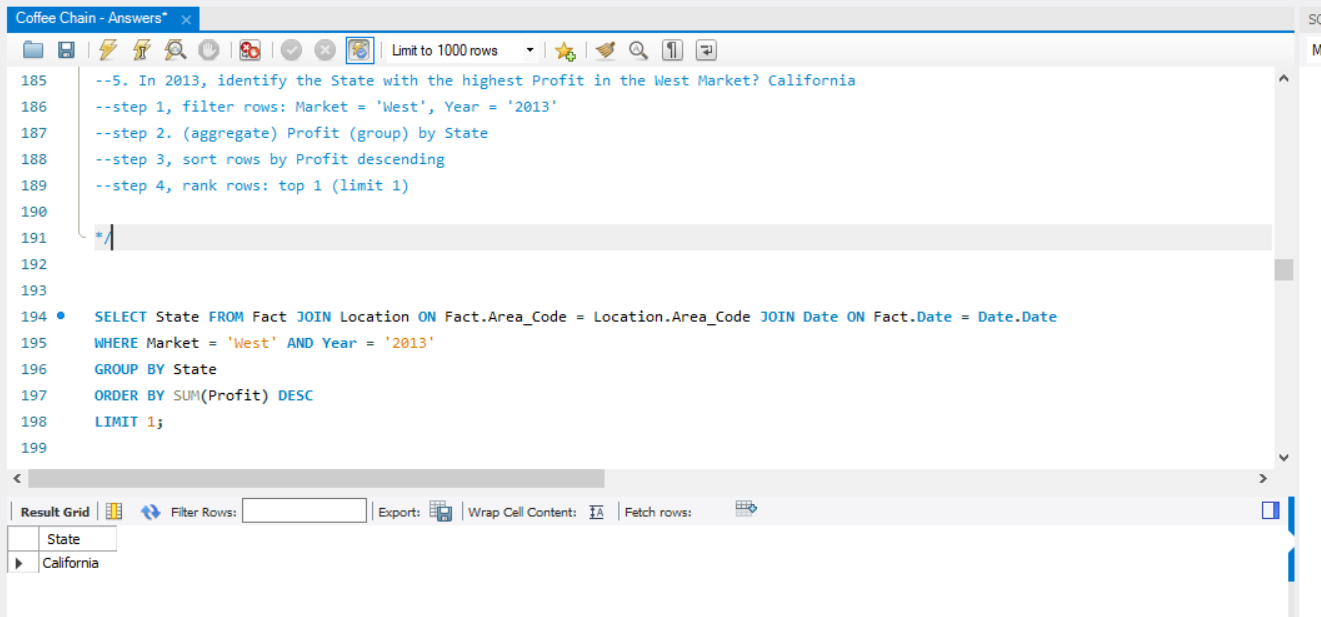 Coffee Chain - Answers* ×
SC
Limit to 1000 rows
M
185 --5. In 2013, identify the State with the highest Profit in the West Market? California
186 --step 1, filter rows: Market = 'West', Year = '2013'
187 --step 2. (aggregate) Profit (group) by State
188 --step 3, sort rows by Profit descending
189 --step 4, rank rows: top 1 (limit 1)
190
191 */
192
193
194 SELECT State FROM Fact JOIN Location ON Fact.Area_Code = Location.Area_Code JOIN Date ON Fact.Date = Date.Date
195 WHERE Market = 'West' AND Year = '2013'
196 GROUP BY State
197 ORDER BY SUM(Profit) DESC
198 LIMIT 1;
199
Result Grid Filter Rows: Export: Wrap Cell Content: Fetch rows:
State
California